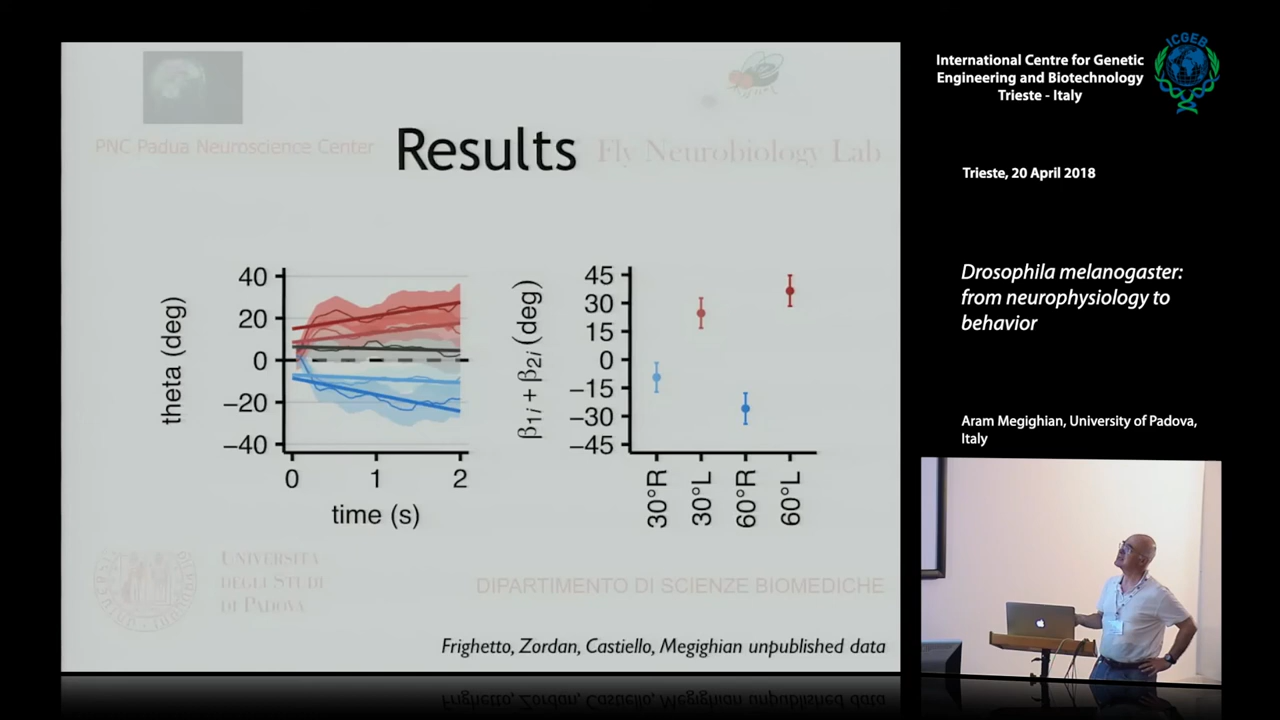 PNC Padua Neuroscience Center
Results
Fly Neurobiology Lab
theta (deg)
40
20
0
−20
−40
0 1 2
time (s)
β1i + β2i (deg)
45
30
15
0
−15
−30
−45
30°R
30°L
60°R
60°L
UNIVERSITÀ
DEGLI STUDI
DI PADOVA
DIPARTIMENTO DI SCIENZE BIOMEDICHE
Frighetto, Zordan, Castiello, Megighian unpublished data
International Centre for Genetic
Engineering and Biotechnology
Trieste - Italy
ICGEB
Trieste, 20 April 2018
Drosophila melanogaster:
from neurophysiology to
behavior
Aram Megighian, University of Padova,
Italy